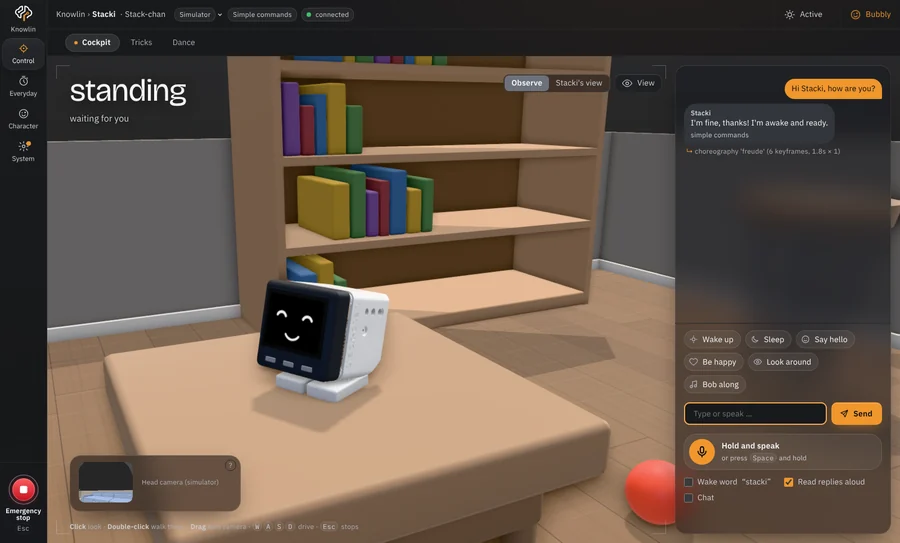 Knowlin
Knowlin › Stacki · Stack-chan
Simulator
Simple commands
connected
Active
Bubbly
Cockpit
Tricks
Dance
Control
Everyday
Character
System
Emergency
stop
Esc
standing
waiting for you
Observe
Stacki's view
View
Hi Stacki, how are you?
Stacki
I'm fine, thanks! I'm awake and ready.
simple commands
↪ choreography 'freude' (6 keyframes, 1.8s × 1)
Wake up
Sleep
Say hello
Be happy
Look around
Bob along
Type or speak …
Send
Hold and speak
or press Space and hold
Wake word "stacki"
Read replies aloud
Chat
?
Head camera (simulator)
Click look · Double-click walk · Drag · W A S D drive · Esc stops